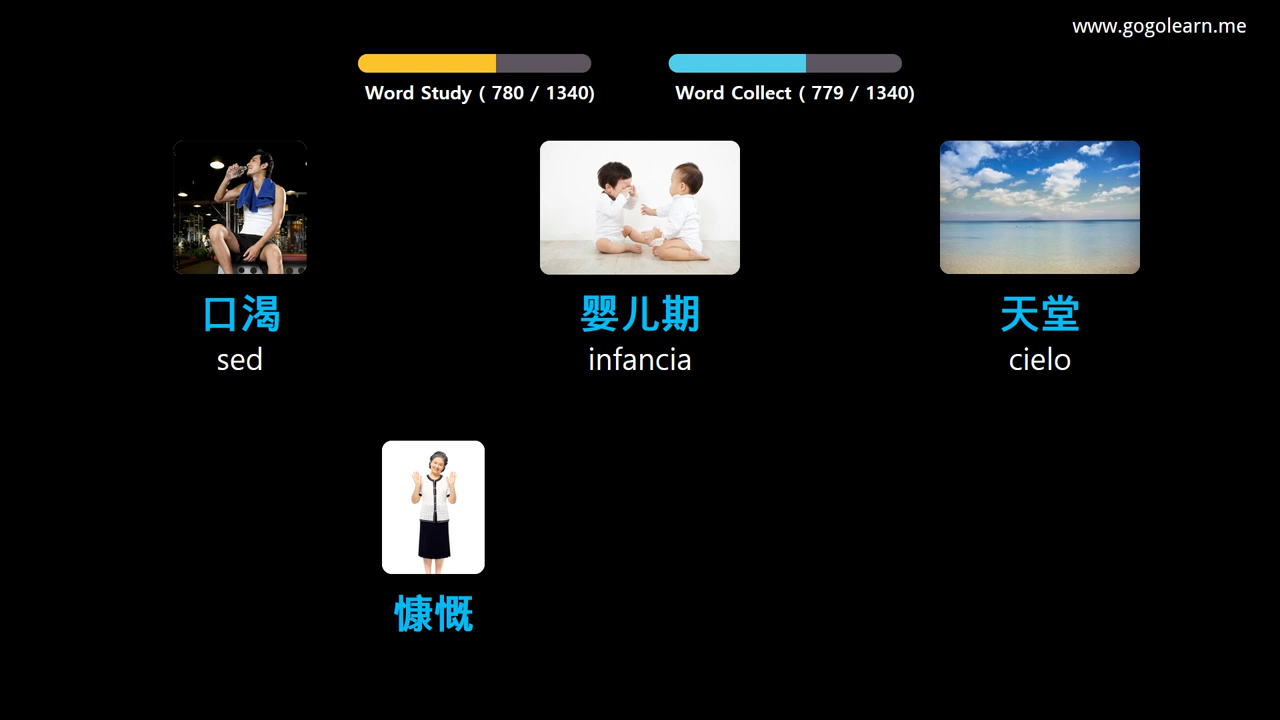 www.gogolearn.me
Word Study ( 780 / 1340)
Word Collect ( 779 / 1340)
口渴
sed
婴儿期
infancia
天堂
cielo
慷慨